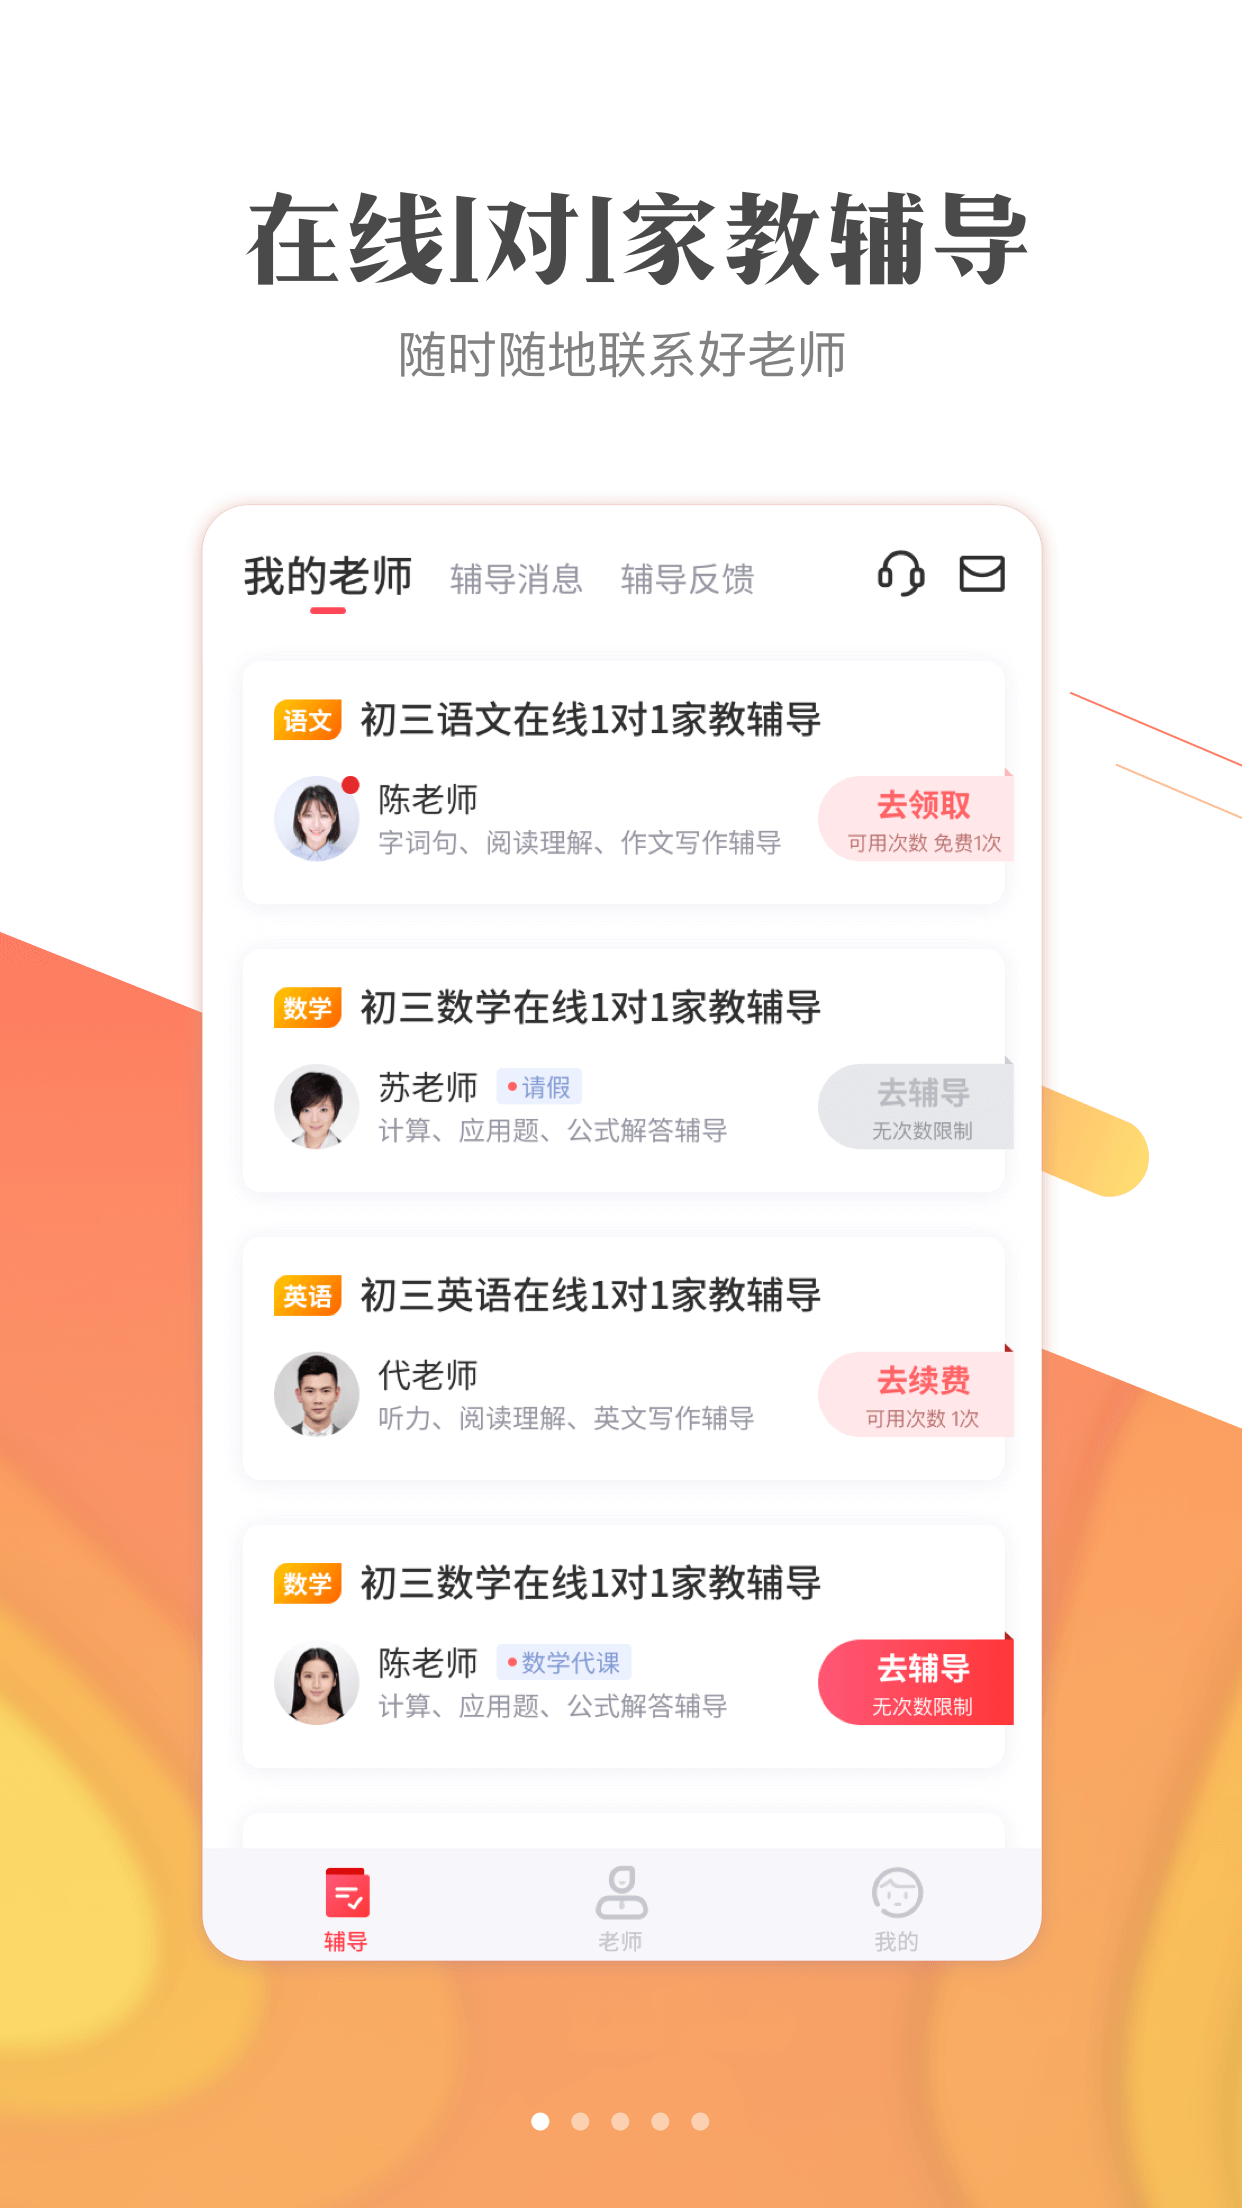 在线1对1家教辅导
随时随地联系好老师
我的老师 辅导消息 辅导反馈
语文 初三语文在线1对1家教辅导
陈老师
字词句、阅读理解、作文写作辅导
去领取
可用次数 免费1次
数学 初三数学在线1对1家教辅导
苏老师 请假
计算、应用题、公式解答辅导
去辅导
无次数限制
英语 初三英语在线1对1家教辅导
代老师
听力、阅读理解、英文写作辅导
去续费
可用次数 1次
数学 初三数学在线1对1家教辅导
陈老师 数学代课
计算、应用题、公式解答辅导
去辅导
无次数限制
辅导 老师 我的